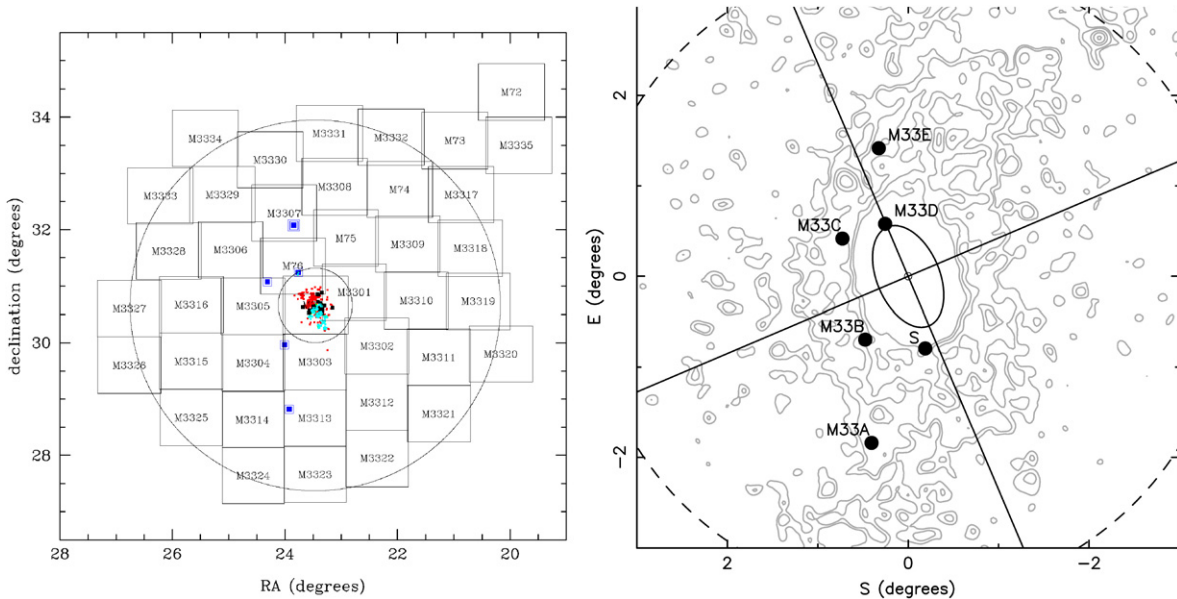 M72
34
M3334
M3331
M3332
M73
M3335
M3330
M3308
M3333
M3329
M74
M3317
32
M3307
M75
M3309
M3318
M3328
M3306
M76
M3301
M3327
M3316
M3305
M3310
M3319
30
M3302
M3326
M3315
M3304
M3303
M3311
M3320
M3325
M3314
M3313
M3312
M3321
28
M3324
M3323
M3322
28
26
24
22
20
RA (degrees)
declination (degrees)
2
M33E
M33D
M33C
0
M33B
S
M33A
-2
2
0
-2
S (degrees)
E (degrees)